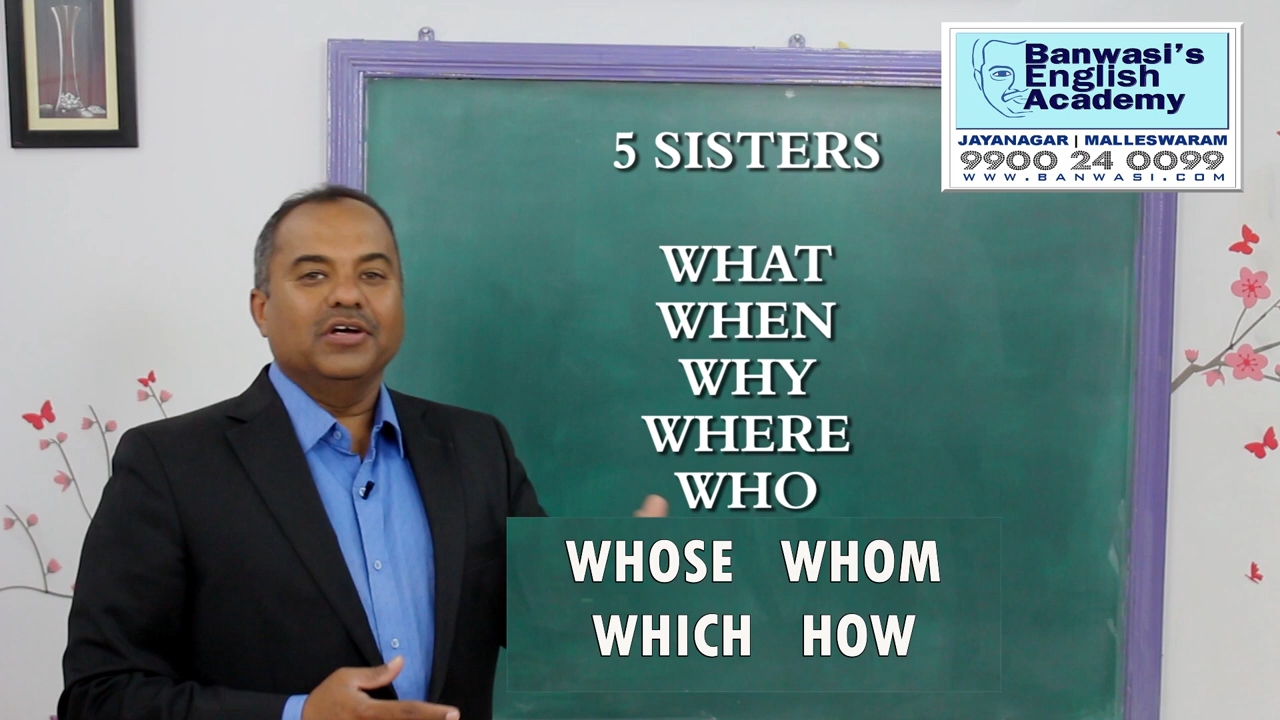 Banwasi's
English
Academy
JAYANAGAR | MALLESWARAM
9900 24 0099
WWW.BANWASI.COM
5 SISTERS
WHAT
WHEN
WHY
WHERE
WHO
WHOSE WHOM
WHICH HOW